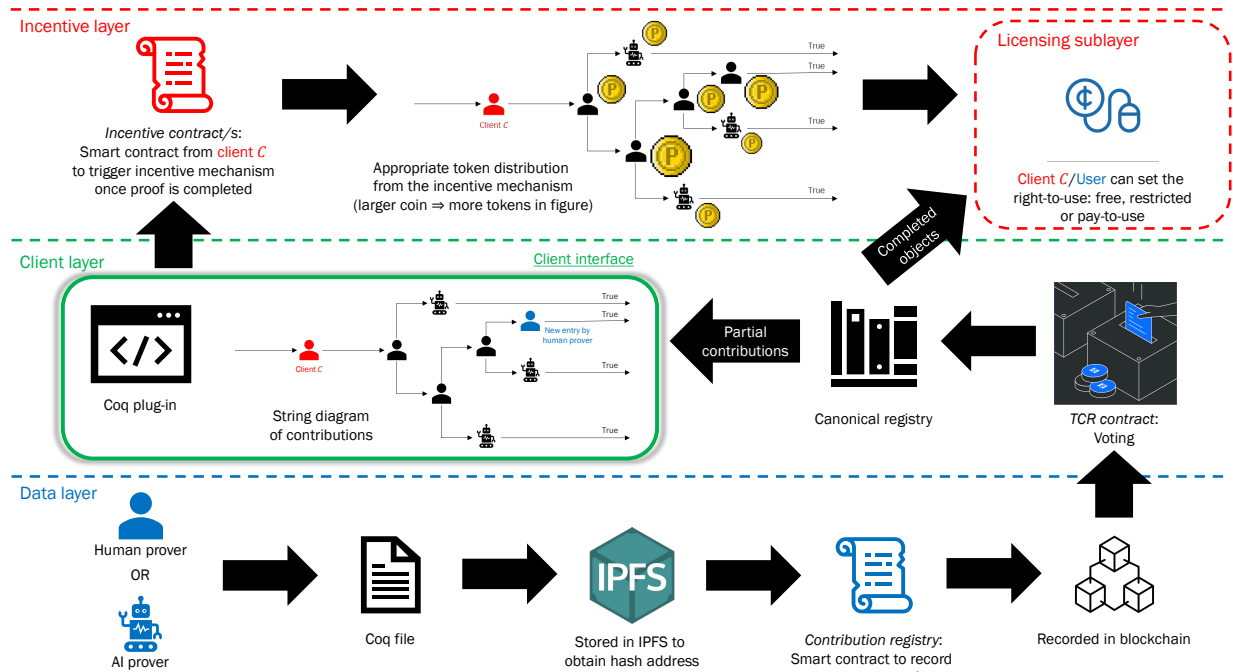 Incentive layer
Incentive contract/s:
Smart contract from client C
to trigger incentive mechanism
once proof is completed
Client C
P
P
P
P
P
P
P
True
True
True
True
Appropriate token distribution
from the incentive mechanism
(larger coin ⇒ more tokens in figure)
Licensing sublayer
¢
Client C/User can set the
right-to-use: free, restricted
or pay-to-use
Completed
objects
Client layer
Client interface
</>
Coq plug-in
Client C
True
True
True
True
New entry by
human prover
String diagram
of contributions
Partial
contributions
Canonical registry
TCR contract:
Voting
Data layer
Human prover
OR
AI prover
Coq file
IPFS
Stored in IPFS to
obtain hash address
Contribution registry:
Smart contract to record
Recorded in blockchain